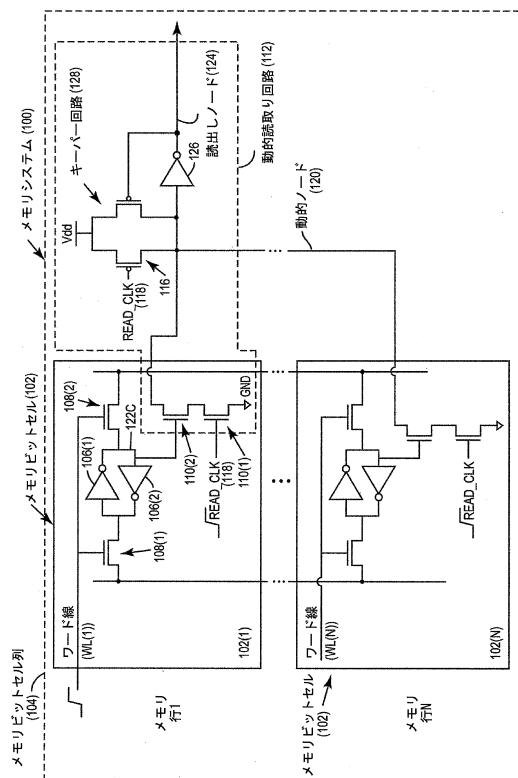 メモリシステム(100)
メモリビットセル列
(104)
メモリビットセル(102)
キーパー回路(128)
Vdd
READ_CLK
(118)
116
126
読出しノード(124)
動的読取り回路(112)
動的ノード
(120)
ワード線
(WL(1))
106(1)
108(2)
122C
106(2)
108(1)
110(2)
GND
READ_CLK
(118)
110(1)
102(1)
メモリ
行1
ワード線
(WL(N))
READ_CLK
102(N)
メモリビットセル
(102)
メモリ
行N